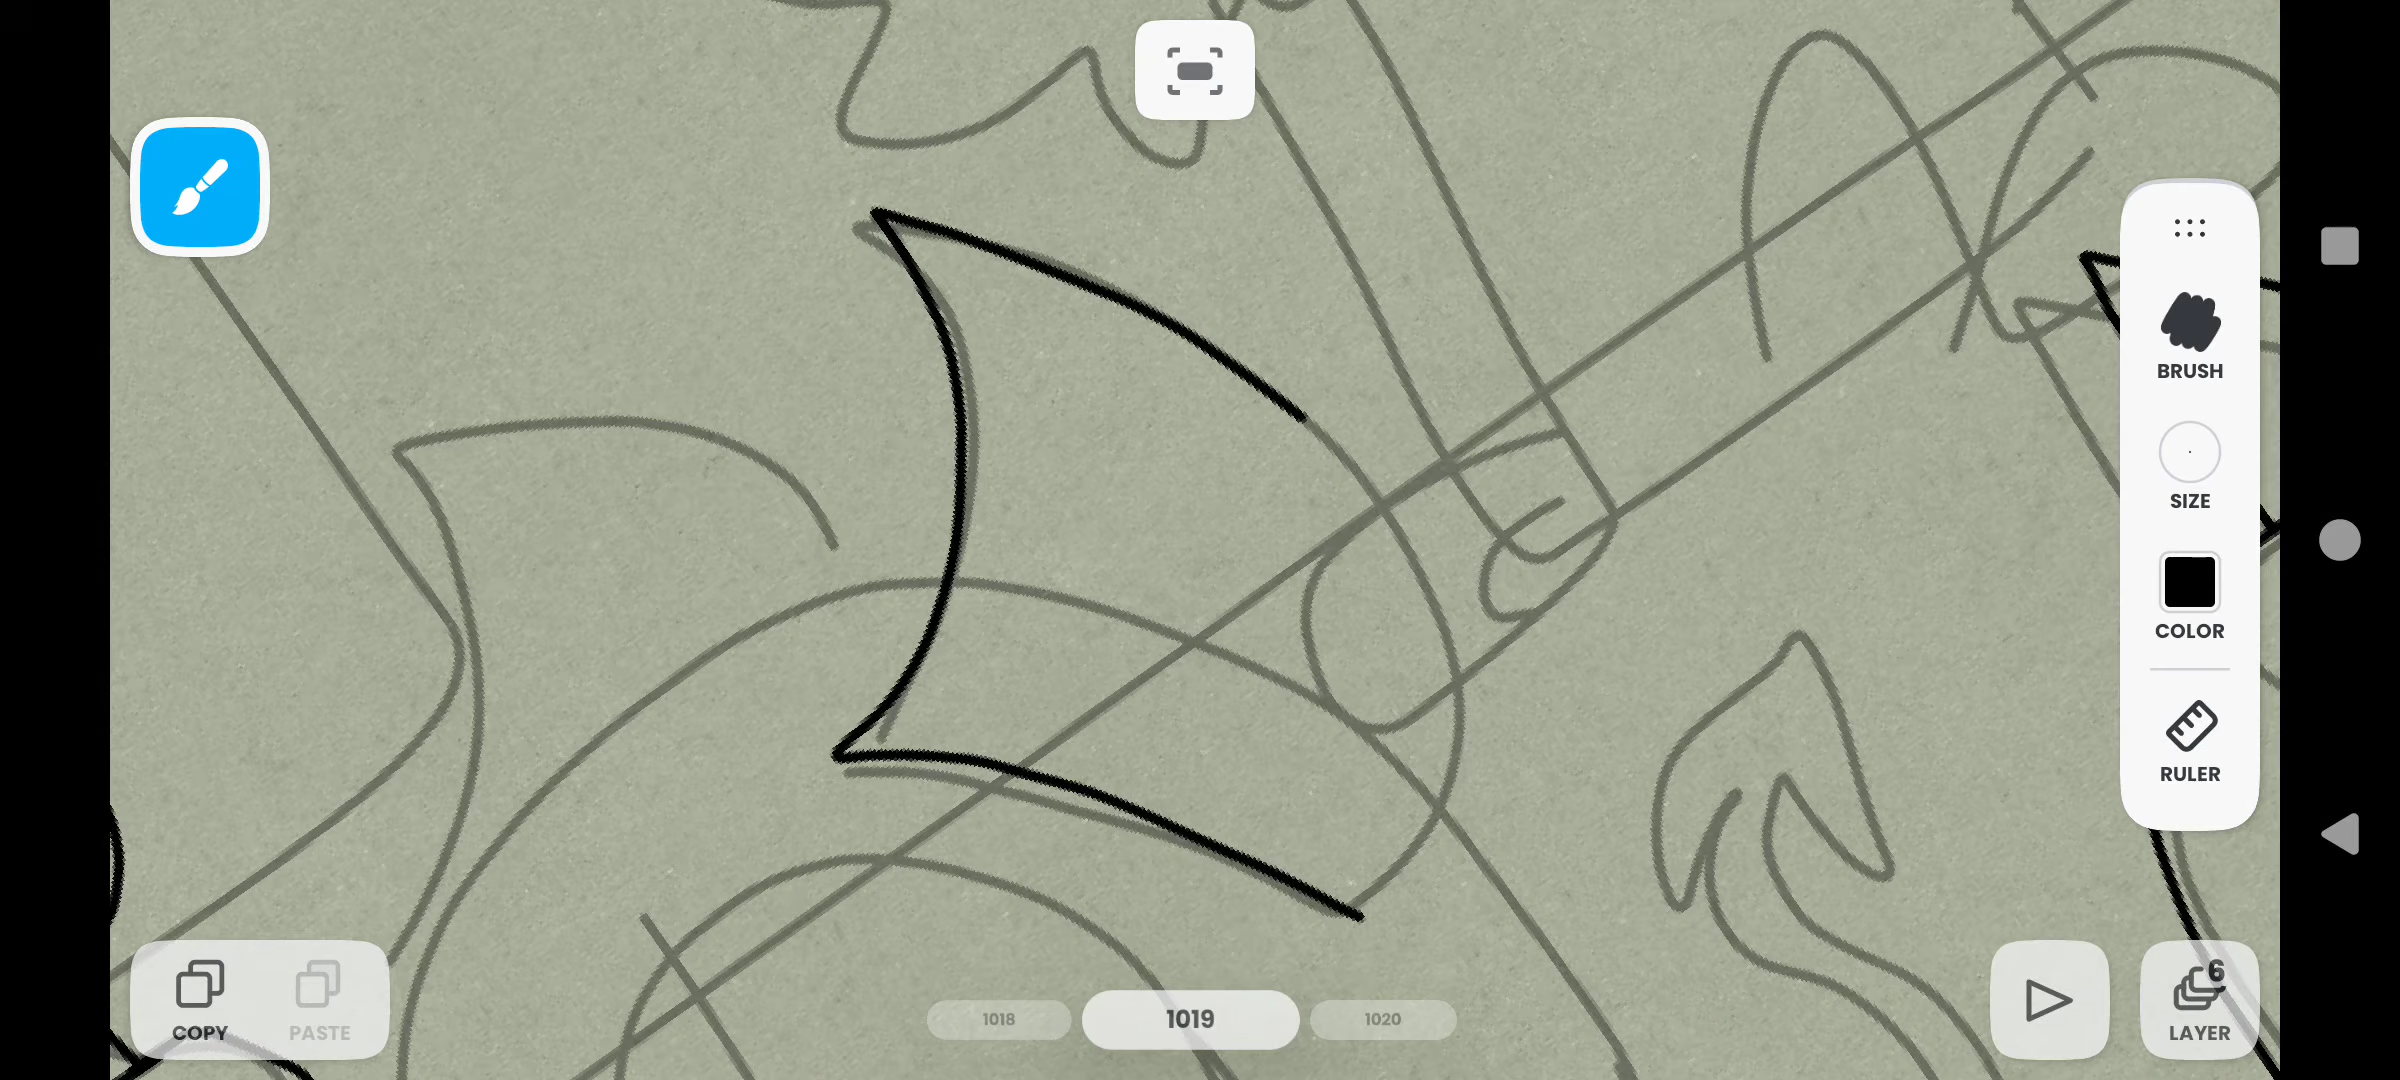 BRUSH
SIZE
COLOR
RULER
COPY
PASTE
1018
1019
1020
6
LAYER